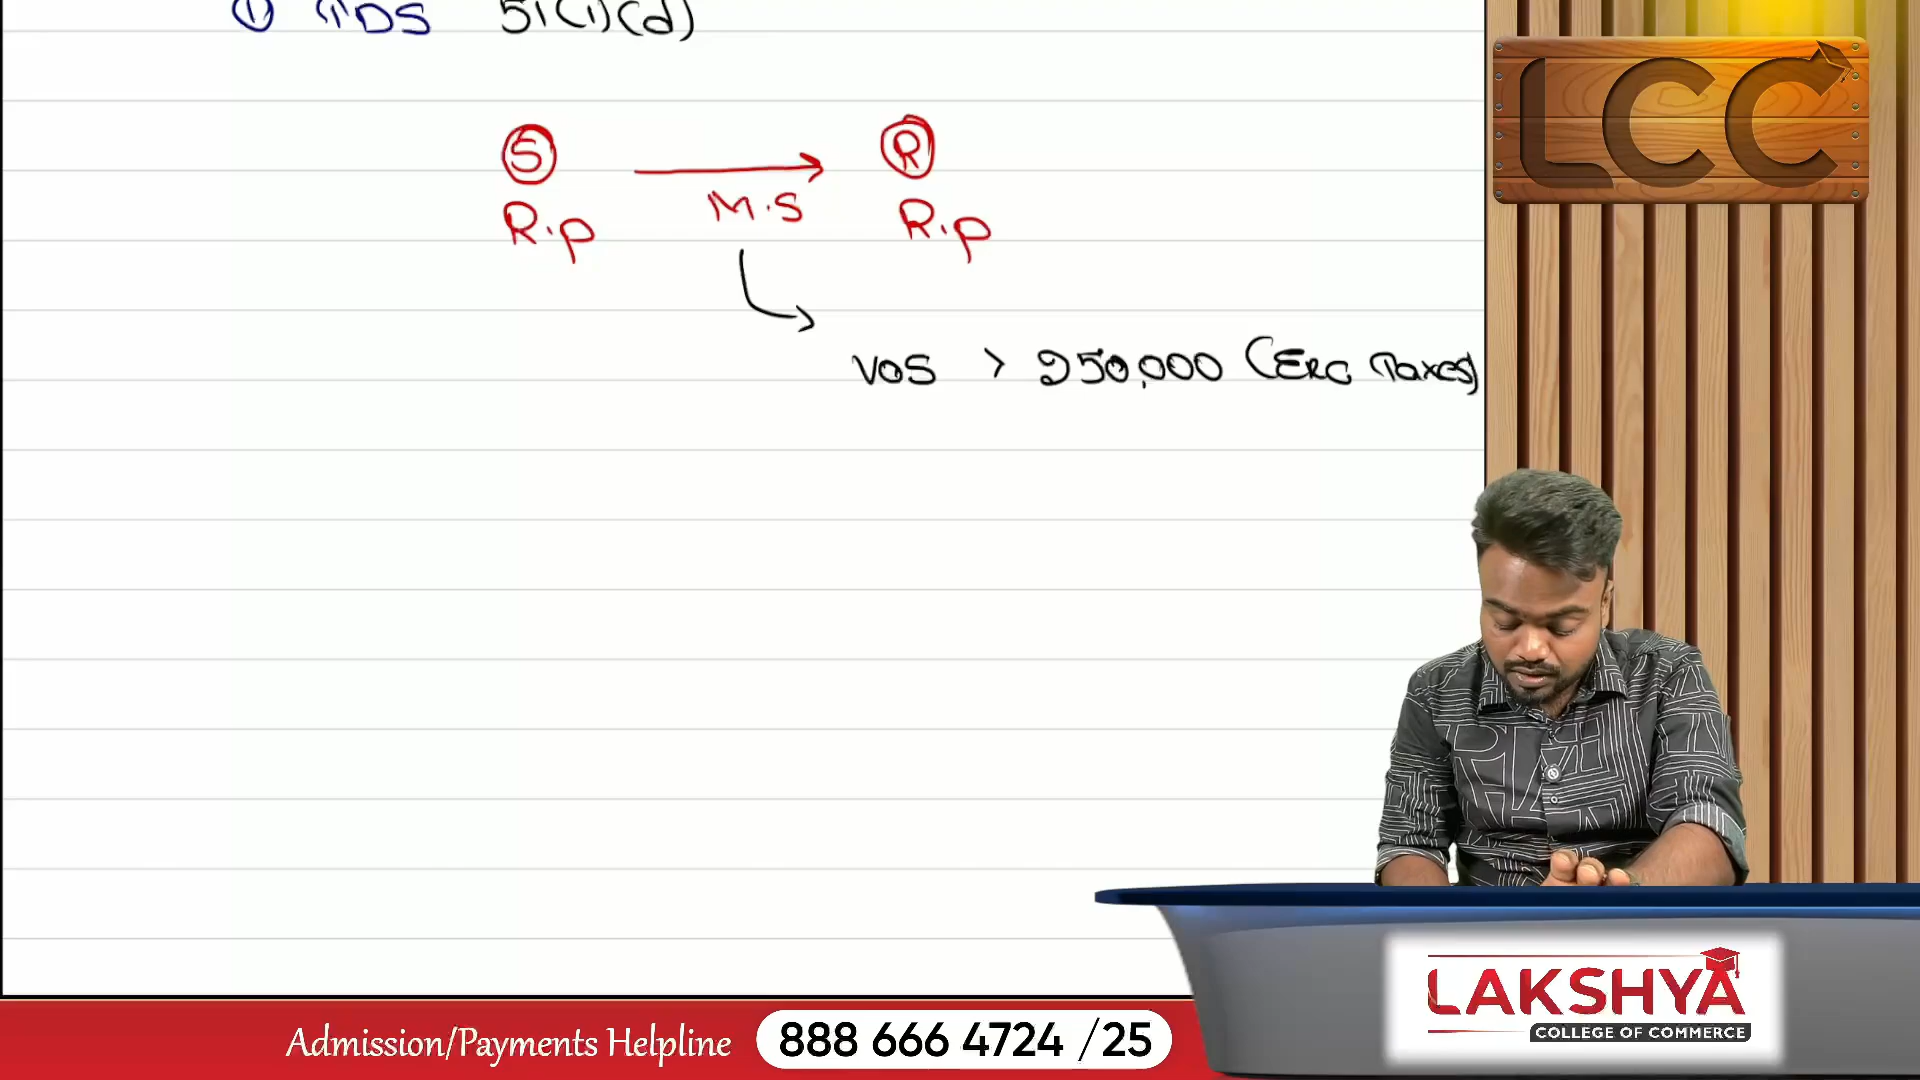 ① TDS 51(1)(d)
S → R
R.p M.S R.p
VOS > 250,000 (Exc Taxes)
LCC
LAKSHYA
COLLEGE OF COMMERCE
Admission/Payments Helpline 888 666 4724 /25